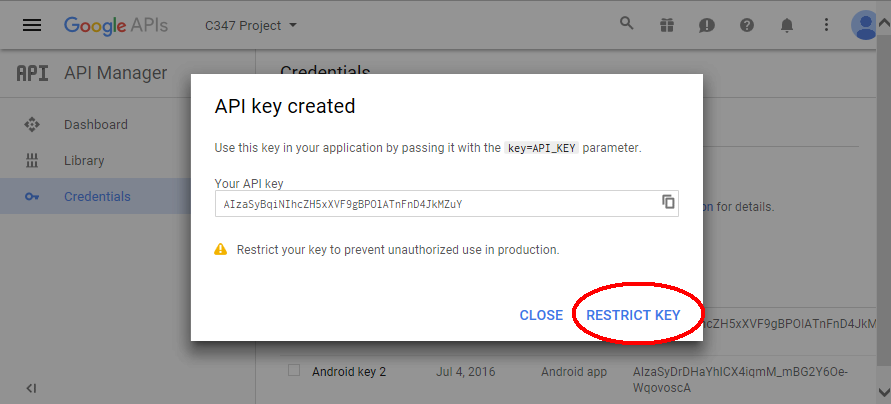 Google APIs
C347 Project
API API Manager
Credentials
Dashboard
Library
Credentials
API key created
Use this key in your application by passing it with the key=API_KEY parameter.
Your API key
AIzaSyBqiNIhcZH5xXVF9gBPOlATnFnD4JkMZuY
Restrict your key to prevent unauthorized use in production.
CLOSE RESTRICT KEY
for details.
Android key 2 Jul 4, 2016 Android app AIzaSyDrDHaYhICX4iqmM_mBG2Y6Oe-
WqovoscA